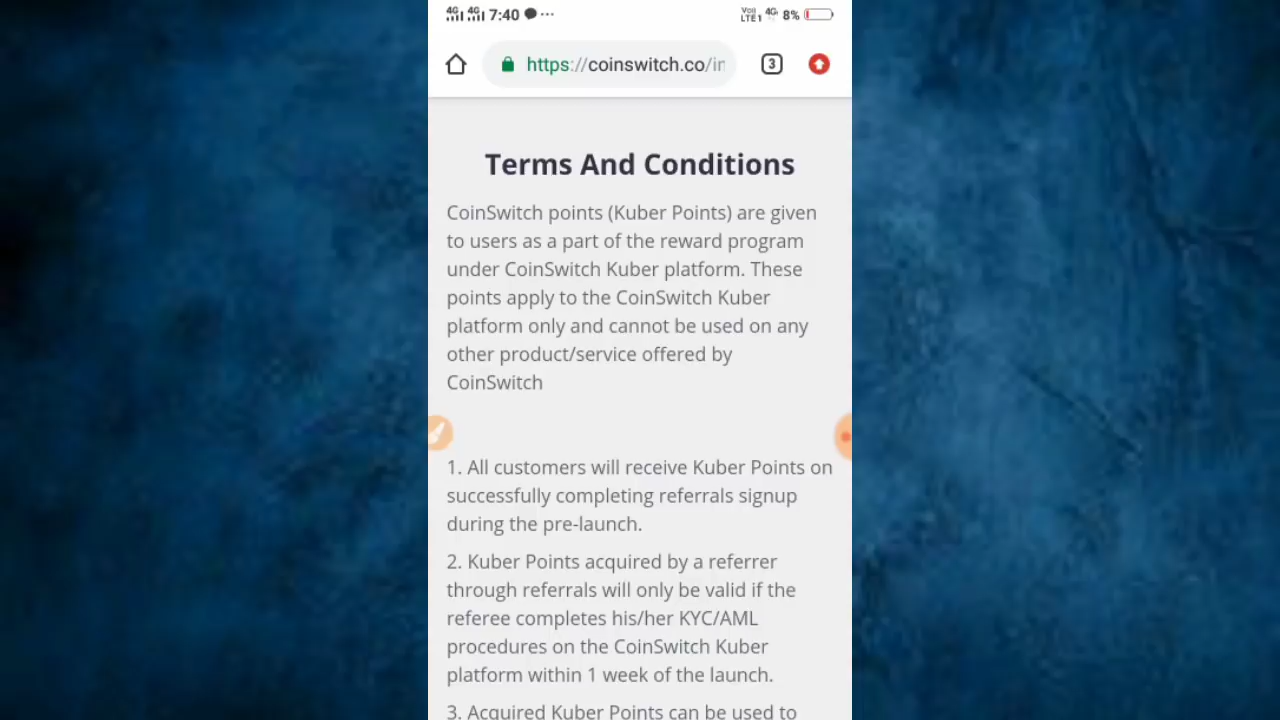 4G 4G 7:40 ... VoLTE1 4G 8%
https://coinswitch.co/in 3
Terms And Conditions
CoinSwitch points (Kuber Points) are given
to users as a part of the reward program
under CoinSwitch Kuber platform. These
points apply to the CoinSwitch Kuber
platform only and cannot be used on any
other product/service offered by
CoinSwitch
1. All customers will receive Kuber Points on
successfully completing referrals signup
during the pre-launch.
2. Kuber Points acquired by a referrer
through referrals will only be valid if the
referee completes his/her KYC/AML
procedures on the CoinSwitch Kuber
platform within 1 week of the launch.
3. Acquired Kuber Points can be used to